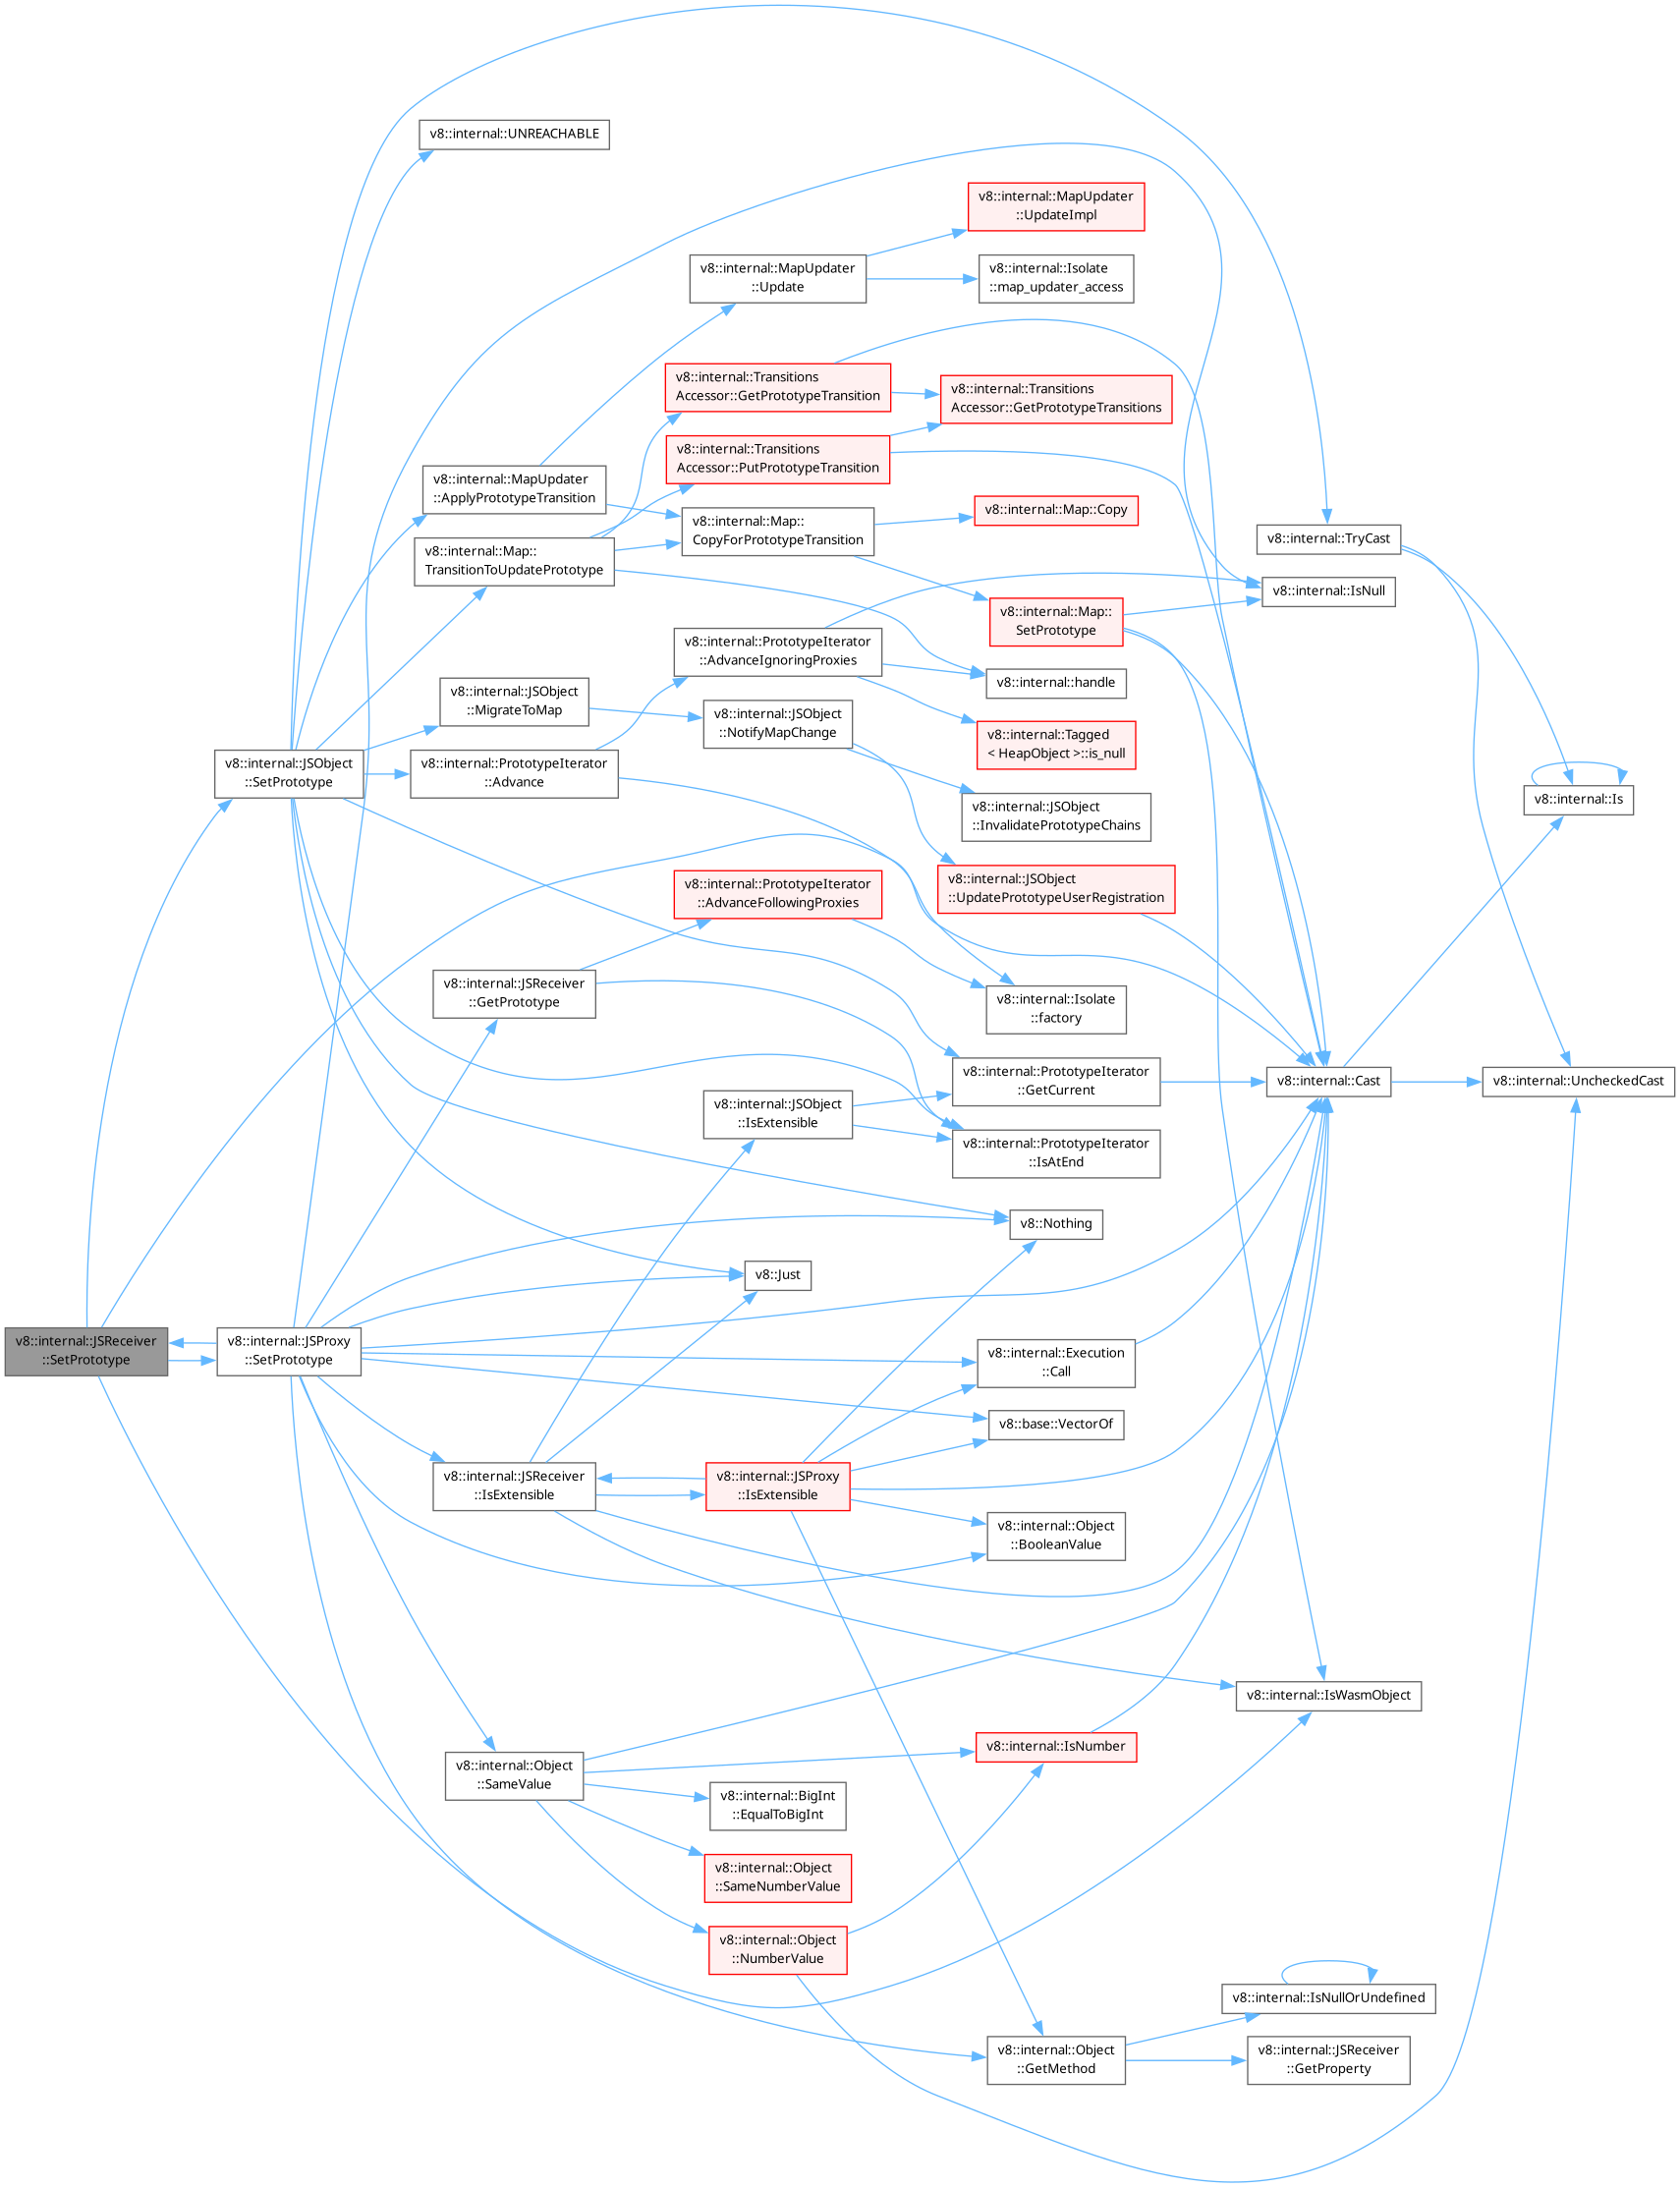 v8::internal::UNREACHABLE
v8::internal::MapUpdater
::UpdateImpl
v8::internal::MapUpdater
::Update
v8::internal::Isolate
::map_updater_access
v8::internal::Transitions
Accessor::GetPrototypeTransition
v8::internal::Transitions
Accessor::GetPrototypeTransitions
v8::internal::Transitions
Accessor::PutPrototypeTransition
v8::internal::MapUpdater
::ApplyPrototypeTransition
v8::internal::Map::
CopyForPrototypeTransition
v8::internal::Map::Copy
v8::internal::TryCast
v8::internal::Map::
TransitionToUpdatePrototype
v8::internal::IsNull
v8::internal::Map::
SetPrototype
v8::internal::PrototypeIterator
::AdvanceIgnoringProxies
v8::internal::handle
v8::internal::JSObject
::MigrateToMap
v8::internal::JSObject
::NotifyMapChange
v8::internal::Tagged
< HeapObject >::is_null
v8::internal::JSObject
::SetPrototype
v8::internal::PrototypeIterator
::Advance
v8::internal::Is
v8::internal::JSObject
::InvalidatePrototypeChains
v8::internal::JSObject
::UpdatePrototypeUserRegistration
v8::internal::PrototypeIterator
::AdvanceFollowingProxies
v8::internal::JSReceiver
::GetPrototype
v8::internal::Isolate
::factory
v8::internal::PrototypeIterator
::GetCurrent
v8::internal::Cast
v8::internal::UncheckedCast
v8::internal::JSObject
::IsExtensible
v8::internal::PrototypeIterator
::IsAtEnd
v8::Nothing
v8::Just
v8::internal::JSReceiver
::SetPrototype
v8::internal::JSProxy
::SetPrototype
v8::internal::Execution
::Call
v8::base::VectorOf
v8::internal::JSReceiver
::IsExtensible
v8::internal::JSProxy
::IsExtensible
v8::internal::Object
::BooleanValue
v8::internal::IsWasmObject
v8::internal::IsNumber
v8::internal::Object
::SameValue
v8::internal::BigInt
::EqualToBigInt
v8::internal::Object
::SameNumberValue
v8::internal::Object
::NumberValue
v8::internal::IsNullOrUndefined
v8::internal::Object
::GetMethod
v8::internal::JSReceiver
::GetProperty